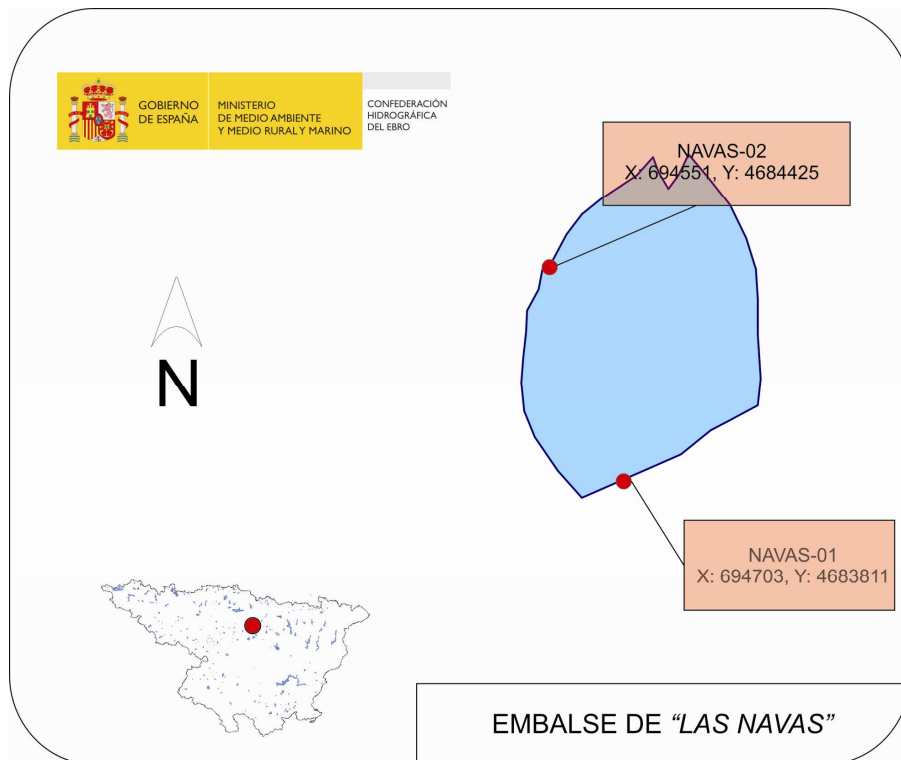 GOBIERNO
DE ESPAÑA
MINISTERIO
DE MEDIO AMBIENTE
Y MEDIO RURAL Y MARINO
CONFEDERACIÓN
HIDROGRÁFICA
DEL EBRO
NAVAS-02
X: 694551, Y: 4684425
N
NAVAS-01
X: 694703, Y: 4683811
EMBALSE DE "LAS NAVAS"